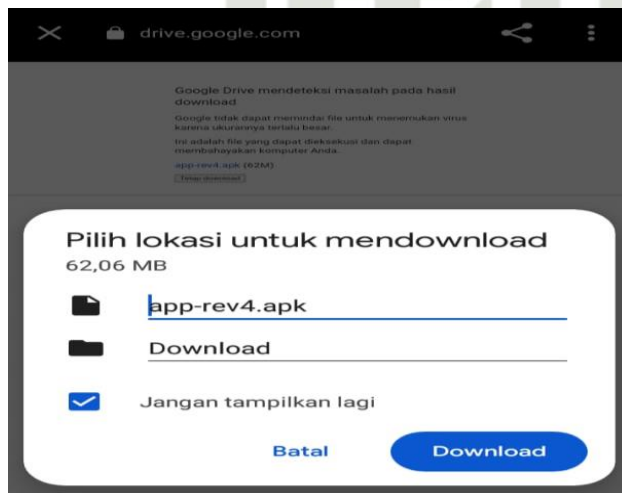 drive.google.com
Google Drive mendeteksi masalah pada hasil
download
Google tidak dapat memindai file untuk menemukan virus
karena ukurannya terlalu besar.
Ini adalah file yang dapat dieksekusi dan dapat
membahayakan komputer Anda.
app-rev4.apk (62M)
Tetap download
Pilih lokasi untuk mendownload
62,06 MB
app-rev4.apk
Download
Jangan tampilkan lagi
Batal
Download